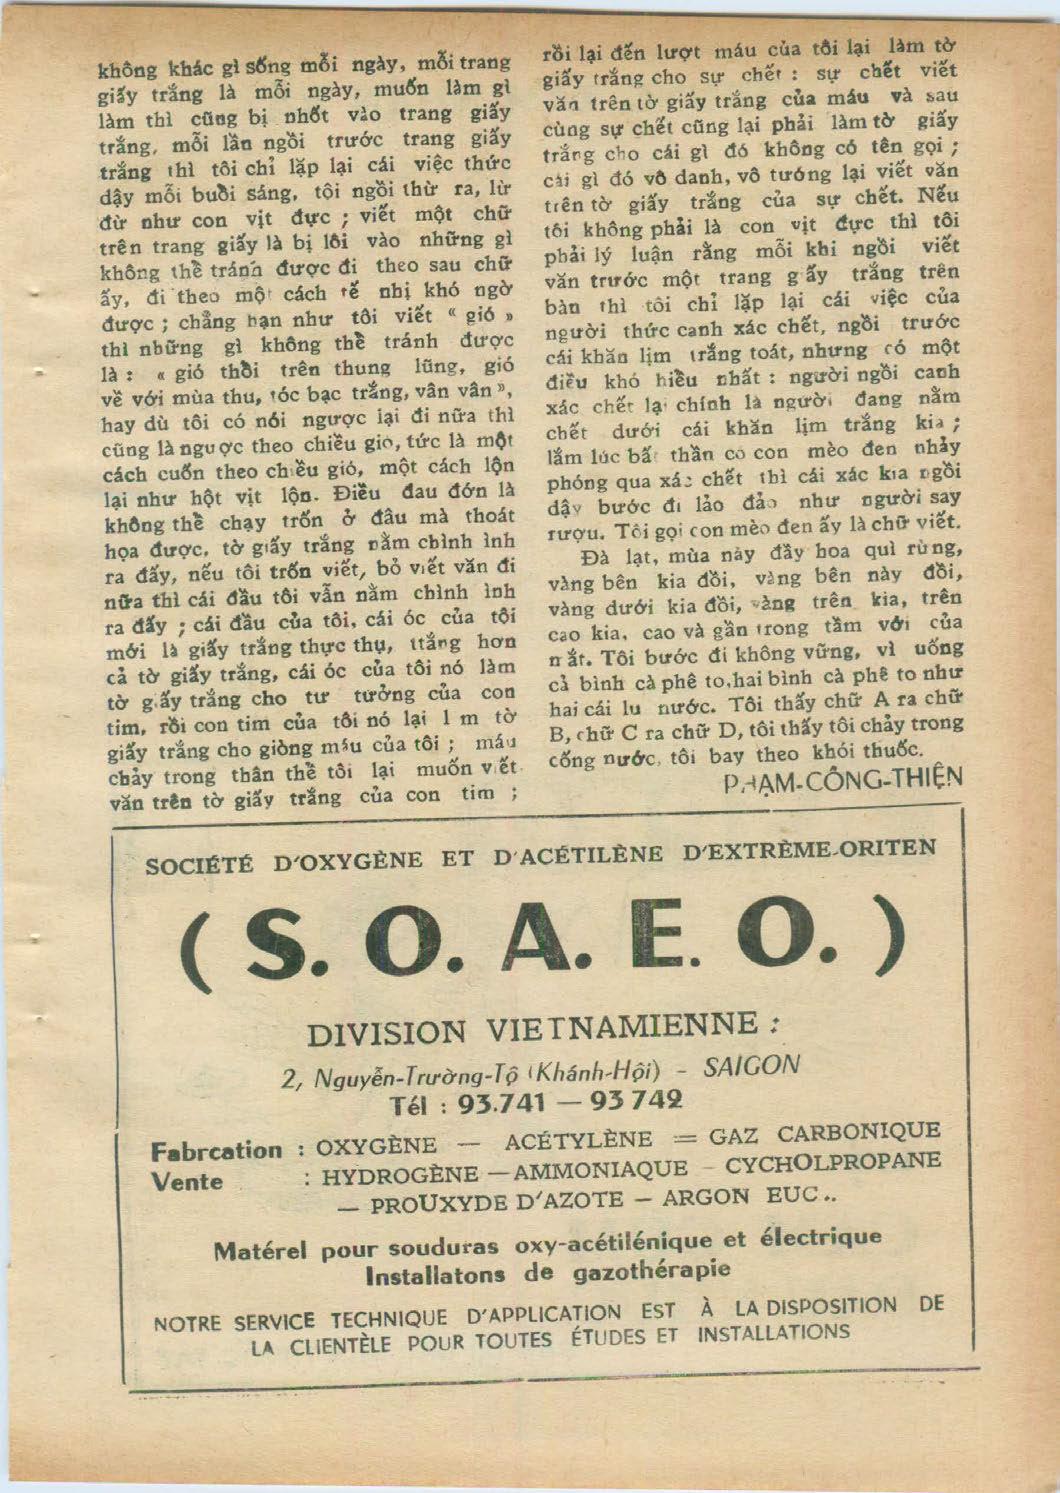 không khác gì sống mỗi ngày, mỗi trang
giấy trắng là mỗi ngày, muốn làm gì
làm thì cũng bị nhốt vào trang giấy
trắng, mỗi lần ngồi trước trang giấy
trắng thì tôi chỉ lặp lại cái việc thức
dậy mỗi buổi sáng, tội ngồi thừ ra, lừ
đừ như con vịt đực ; viết một chữ
trên trang giấy là bị lôi vào những gì
không thể tránh được đi theo sau chữ
ấy, đi theo một cách tế nhị khó ngờ
được ; chẳng hạn như tôi viết « gió »
thì những gì không thể tránh được
là : « gió thổi trên thung lũng, gió
về với mùa thu, tóc bạc trắng, vân vân »,
hay dù tôi có nói ngược lại đi nữa thì
cũng là ngược theo chiều gió, tức là một
cách cuốn theo chiều gió, một cách lộn
lại như hột vịt lộn. Điều đau đớn là
không thể chạy trốn ở đâu mà thoát
họa được, tờ giấy trắng nằm chình ình
ra đấy, nếu tôi trốn viết, bỏ viết văn đi
nữa thì cái đầu tôi vẫn nằm chình ình
ra đấy ; cái đầu của tôi, cái óc của tội
mới là giấy trắng thực thụ, ttắng hơn
cả tờ giấy trắng, cái óc của tôi nó làm
tờ giấy trắng cho tư tưởng của con
tim, rồi con tim của tôi nó lại l m tờ
giấy trắng cho giòng máu của tôi ; máu
chảy trong thân thể tôi lại muốn viết
văn trên tờ giấy trắng của con tim ;
rồi lại đến lượt máu của tôi lại làm tờ
giấy trắng cho sự chết : sự chết viết
văn trên tờ giấy trắng của máu và sau
cùng sự chết cũng lại phải làm tờ giấy
trắng cho cái gì đó không có tên gọi ;
cái gì đó vô danh, vô tướng lại viết văn
trên tờ giấy trắng của sự chết. Nếu
tôi không phải là con vịt đực thì tôi
phải lý luận rằng mỗi khi ngồi viết
văn trước một trang g ấy trắng trên
bàn thì tôi chỉ lặp lại cái việc của
người thức canh xác chết, ngồi trước
cái khăn lịm trắng toát, nhưng có một
điều khó hiểu nhất : người ngồi canh
xác chết lại chính là người đang nằm
chết dưới cái khăn lịm trắng kia ;
lắm lúc bất thần có con mèo đen nhảy
phóng qua xác chết thì cái xác kia ngồi
dậy bước đi lảo đảo như người say
rượu. Tôi gọi con mèo đen ấy là chữ viết.
Đà lạt, mùa này đầy hoa quì rừng,
vàng bên kia đồi, vàng bên này đồi,
vàng dưới kia đồi, vàng trên kia, trên
cao kia, cao và gần trong tầm với của
mắt. Tôi bước đi không vững, vì uống
cả bình cà phê to, hai bình cà phê to như
hai cái lu nước. Tôi thấy chữ A ra chữ
B, chữ C ra chữ D, tôi thấy tôi chảy trong
cống nước, tôi bay theo khói thuốc.
PHẠM-CÔNG-THIỆN
SOCIÉTÉ D'OXYGÈNE ET D'ACÉTILÈNE D'EXTRÈME-ORITEN
( S. O. A. E. O. )
DIVISION VIETNAMIENNE :
2, Nguyễn-Trường-Tộ (Khánh-Hội) - SAIGON
Tél : 93.741 — 93 742
Fabrcation : OXYGÈNE — ACÉTYLÈNE = GAZ CARBONIQUE
Vente : HYDROGÈNE — AMMONIAQUE - CYCHOLPROPANE
— PROUXYDE D'AZOTE — ARGON EUC..
Matérel pour souduras oxy-acétilénique et électrique
Installatons de gazothérapie
NOTRE SERVICE TECHNIQUE D'APPLICATION EST À LA DISPOSITION DE
LA CLIENTÈLE POUR TOUTES ÉTUDES ET INSTALLATIONS